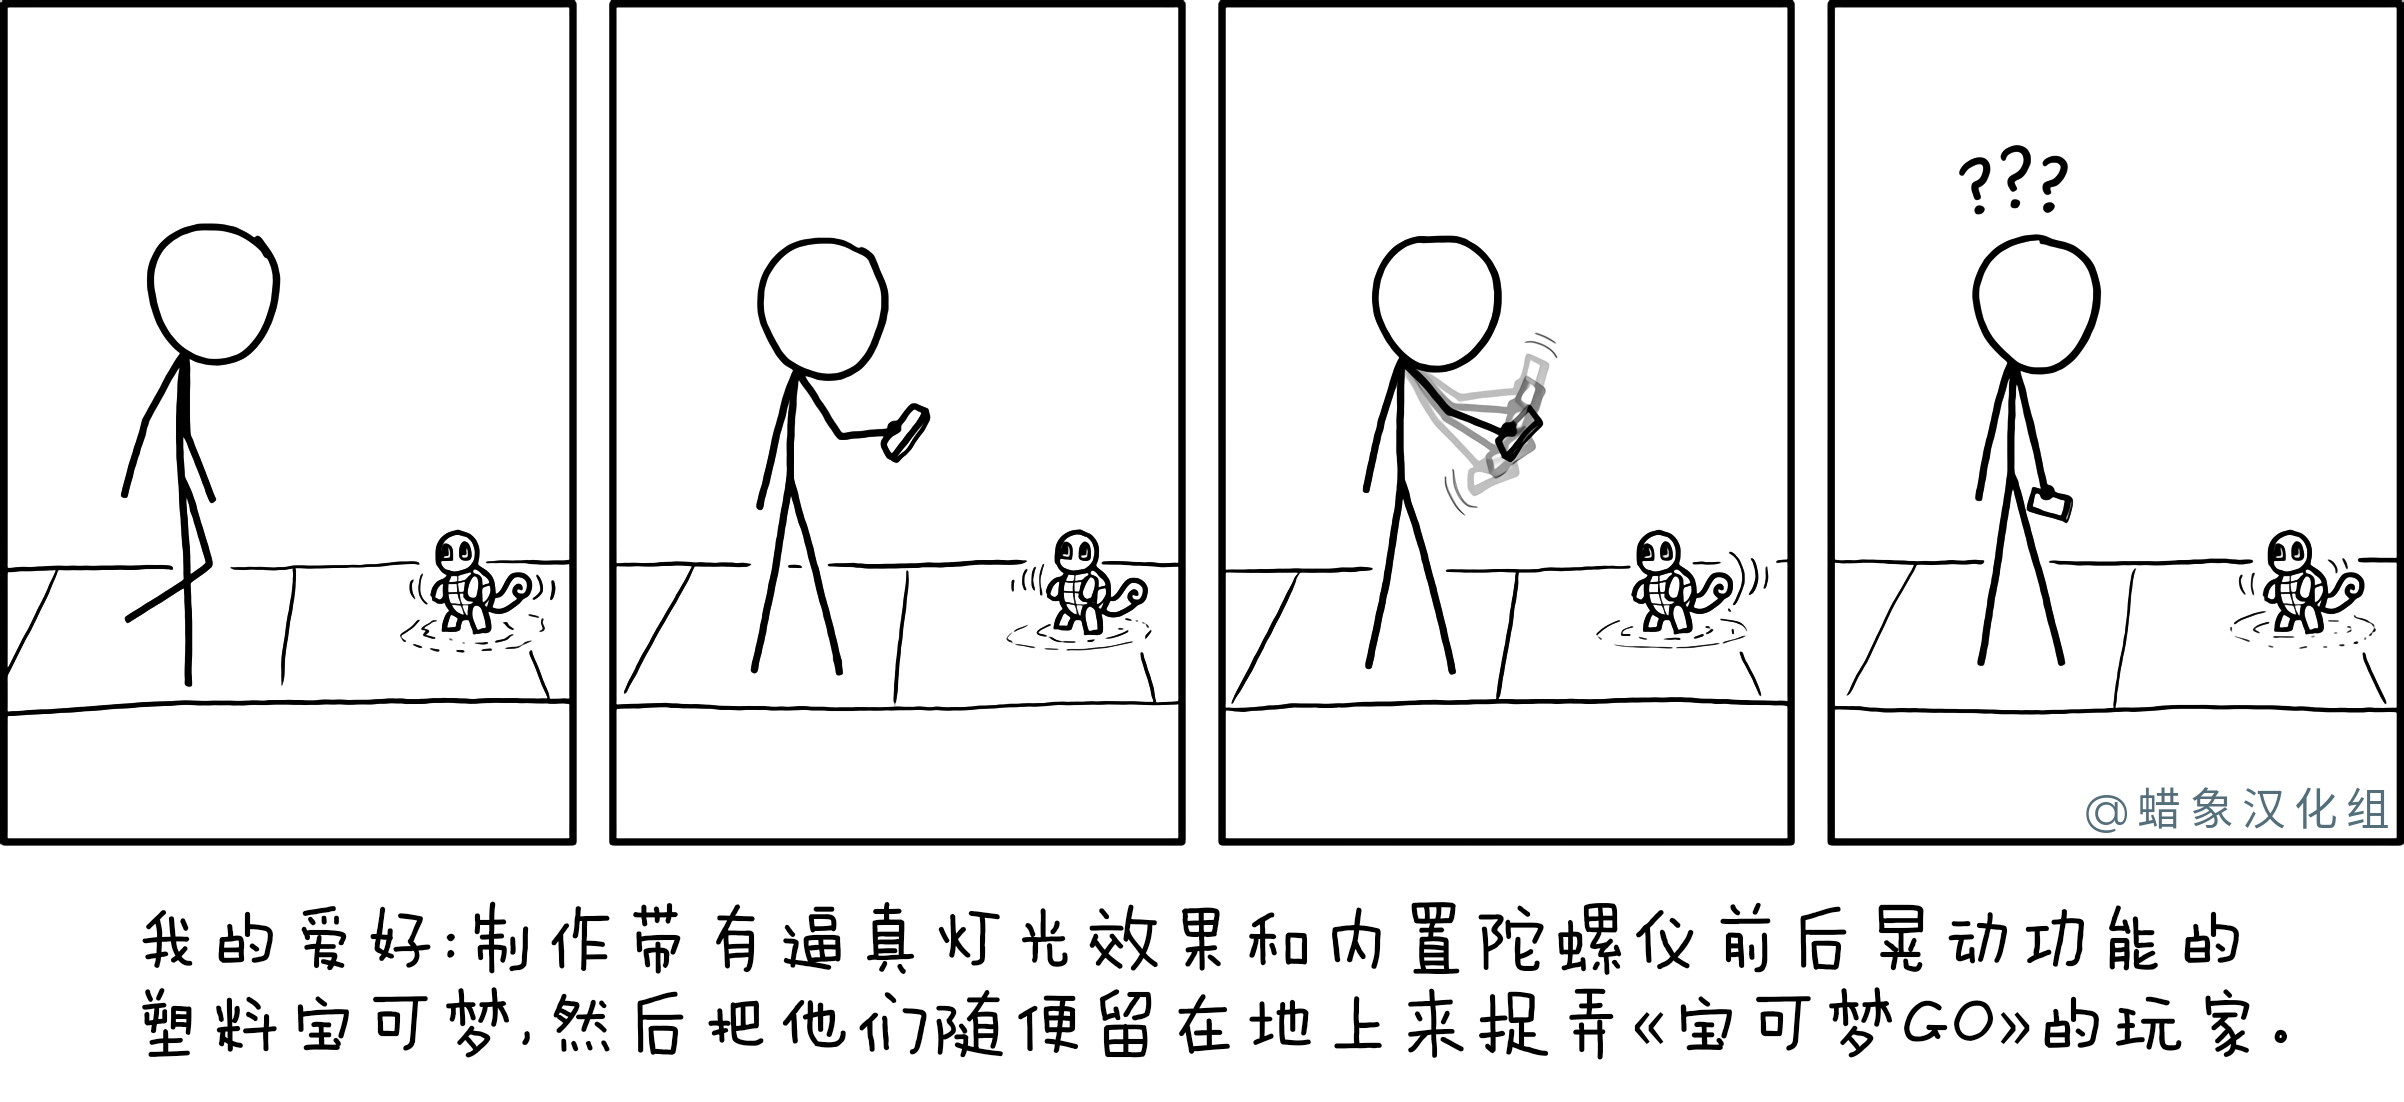 ???
@蜡象汉化组
我的爱好:制作带有逼真灯光效果和内置陀螺仪前后晃动功能的
塑料宝可梦,然后把他们随便留在地上来捉弄《宝可梦GO》的玩家。